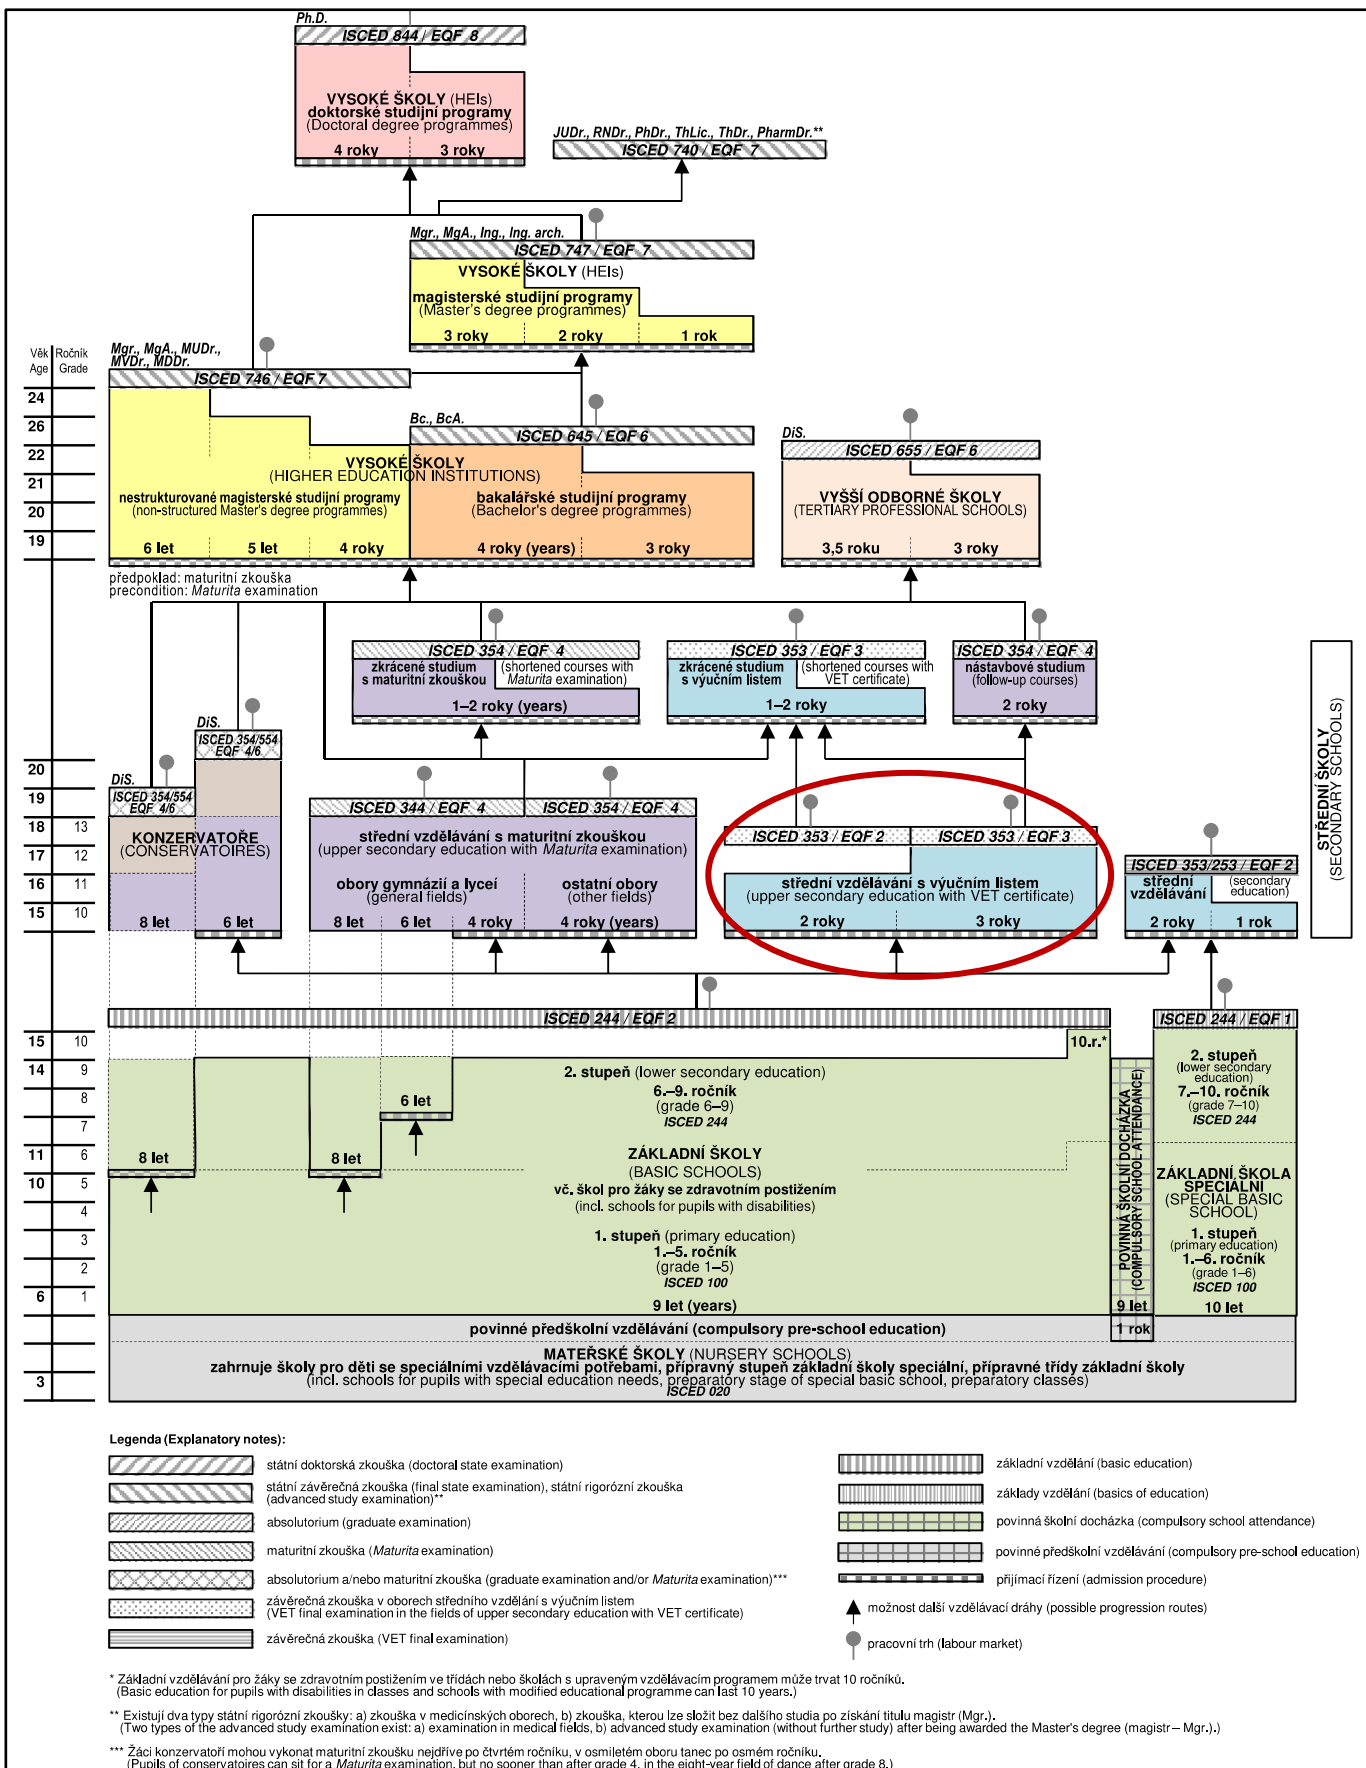 Ph.D.
ISCED 844 / EQF 8
VYSOKÉ ŠKOLY (HEIs)
doktorské studijní programy
(Doctoral degree programmes)
4 roky
3 roky
JUDr., RNDr., PhDr., ThLic., ThDr., PharmDr.**
ISCED 740 / EQF 7
Mgr., MgA., Ing., Ing. arch.
ISCED 747 / EQF 7
VYSOKÉ ŠKOLY (HEIs)
magisterské studijní programy
(Master's degree programmes)
3 roky
2 roky
1 rok
Věk
Age
Ročník
Grade
Mgr., MgA., MUDr.,
MVDr., MDDr.
ISCED 746 / EQF 7
24
26
22
21
20
19
Bc., BcA.
ISCED 645 / EQF 6
VYSOKÉ ŠKOLY
(HIGHER EDUCATION INSTITUTIONS)
nestrukturované magisterské studijní programy
(non-structured Master's degree programmes)
6 let
5 let
4 roky
bakalářské studijní programy
(Bachelor's degree programmes)
4 roky (years)
3 roky
DiS.
ISCED 655 / EQF 6
VYŠŠÍ ODBORNÉ ŠKOLY
(TERTIARY PROFESSIONAL SCHOOLS)
3,5 roku
3 roky
předpoklad: maturitní zkouška
precondition: Maturita examination
ISCED 354 / EQF 4
zkrácené studium
s maturitní zkouškou
(shortened courses with
Maturita examination)
1–2 roky (years)
ISCED 353 / EQF 3
zkrácené studium
s výučním listem
(shortened courses with
VET certificate)
1–2 roky
ISCED 354 / EQF 4
nástavbové studium
(follow-up courses)
2 roky
STŘEDNÍ ŠKOLY
(SECONDARY SCHOOLS)
20
19
18 13
17 12
16 11
15 10
DiS.
ISCED 354/554
EQF 4/6
DiS.
ISCED 354/554
EQF 4/6
KONZERVATOŘE
(CONSERVATOIRES)
8 let
6 let
ISCED 344 / EQF 4
ISCED 354 / EQF 4
střední vzdělávání s maturitní zkouškou
(upper secondary education with Maturita examination)
obory gymnázií a lyceí
(general fields)
ostatní obory
(other fields)
8 let
6 let
4 roky
4 roky (years)
ISCED 353 / EQF 2
ISCED 353 / EQF 3
střední vzdělávání s výučním listem
(upper secondary education with VET certificate)
2 roky
3 roky
ISCED 353/253 / EQF 2
střední
vzdělávání
(secondary
education)
2 roky
1 rok
ISCED 244 / EQF 2
ISCED 244 / EQF 1
15 10
14 9
8
7
11 6
10 5
4
3
2
6 1
3
10.r.*
2. stupeň (lower secondary education)
6.–9. ročník
(grade 6–9)
ISCED 244
6 let
8 let
8 let
ZÁKLADNÍ ŠKOLY
(BASIC SCHOOLS)
vč. škol pro žáky se zdravotním postižením
(incl. schools for pupils with disabilities)
1. stupeň (primary education)
1.–5. ročník
(grade 1–5)
ISCED 100
9 let (years)
POVINNÁ ŠKOLNÍ DOCHÁZKA
(COMPULSORY SCHOOL ATTENDANCE)
9 let
1 rok
2. stupeň
(lower secondary
education)
7.–10. ročník
(grade 7–10)
ISCED 244
ZÁKLADNÍ ŠKOLA
SPECIÁLNÍ
(SPECIAL BASIC
SCHOOL)
1. stupeň
(primary education)
1.–6. ročník
(grade 1–6)
ISCED 100
10 let
povinné předškolní vzdělávání (compulsory pre-school education)
MATEŘSKÉ ŠKOLY (NURSERY SCHOOLS)
zahrnuje školy pro děti se speciálními vzdělávacími potřebami, přípravný stupeň základní školy speciální, přípravné třídy základní školy
(incl. schools for pupils with special education needs, preparatory stage of special basic school, preparatory classes)
ISCED 020
Legenda (Explanatory notes):
státní doktorská zkouška (doctoral state examination)
státní závěrečná zkouška (final state examination), státní rigorózní zkouška
(advanced study examination)**
absolutorium (graduate examination)
maturitní zkouška (Maturita examination)
absolutorium a/nebo maturitní zkouška (graduate examination and/or Maturita examination)***
závěrečná zkouška v oborech středního vzdělání s výučním listem
(VET final examination in the fields of upper secondary education with VET certificate)
závěrečná zkouška (VET final examination)
základní vzdělání (basic education)
základy vzdělání (basics of education)
povinná školní docházka (compulsory school attendance)
povinné předškolní vzdělávání (compulsory pre-school education)
přijímací řízení (admission procedure)
možnost další vzdělávací dráhy (possible progression routes)
pracovní trh (labour market)
* Základní vzdělávání pro žáky se zdravotním postižením ve třídách nebo školách s upraveným vzdělávacím programem může trvat 10 ročníků.
(Basic education for pupils with disabilities in classes and schools with modified educational programme can last 10 years.)
** Existují dva typy státní rigorózní zkoušky: a) zkouška v medicínských oborech, b) zkouška, kterou lze složit bez dalšího studia po získání titulu magistr (Mgr.).
(Two types of the advanced study examination exist: a) examination in medical fields, b) advanced study examination (without further study) after being awarded the Master's degree (magistr – Mgr.).)
*** Žáci konzervatoří mohou vykonat maturitní zkoušku nejdříve po čtvrtém ročníku, v osmiletém oboru tanec po osmém ročníku.
(Pupils of conservatoires can sit for a Maturita examination, but no sooner than after grade 4, in the eight-year field of dance after grade 8.)